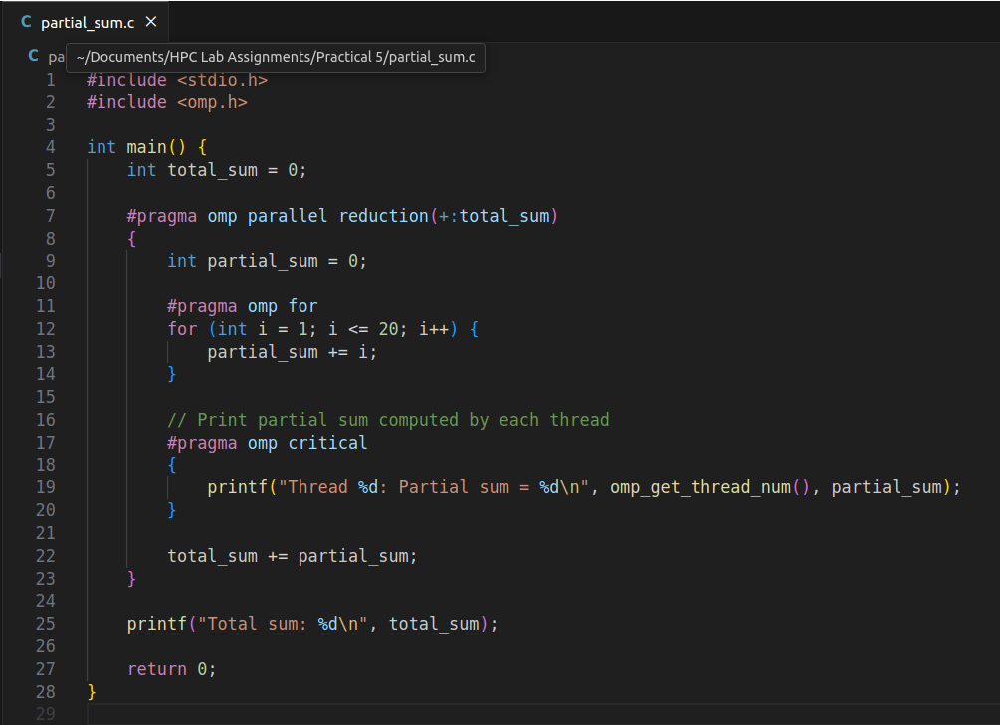 C partial_sum.c ×
C pa
~/Documents/HPC Lab Assignments/Practical 5/partial_sum.c
1 #include <stdio.h>
2 #include <omp.h>
3
4 int main() {
5     int total_sum = 0;
6
7     #pragma omp parallel reduction(+:total_sum)
8     {
9         int partial_sum = 0;
10
11         #pragma omp for
12         for (int i = 1; i <= 20; i++) {
13             partial_sum += i;
14         }
15
16         // Print partial sum computed by each thread
17         #pragma omp critical
18         {
19             printf("Thread %d: Partial sum = %d\n", omp_get_thread_num(), partial_sum);
20         }
21
22         total_sum += partial_sum;
23     }
24
25     printf("Total sum: %d\n", total_sum);
26
27     return 0;
28 }
29